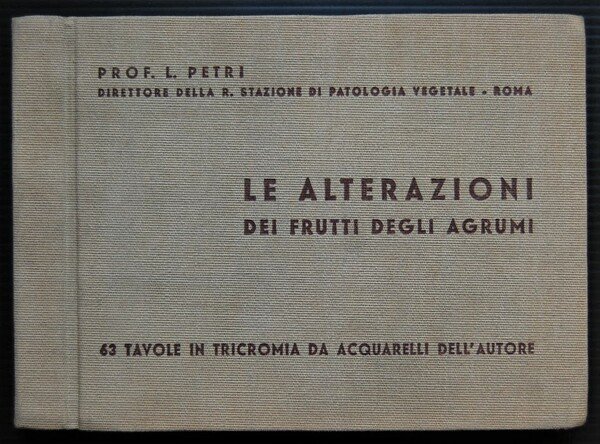 PROF. L. PETRI
DIRETTORE DELLA R. STAZIONE DI PATOLOGIA VEGETALE - ROMA
LE ALTERAZIONI
DEI FRUTTI DEGLI AGRUMI
63 TAVOLE IN TRICROMIA DA ACQUARELLI DELL'AUTORE